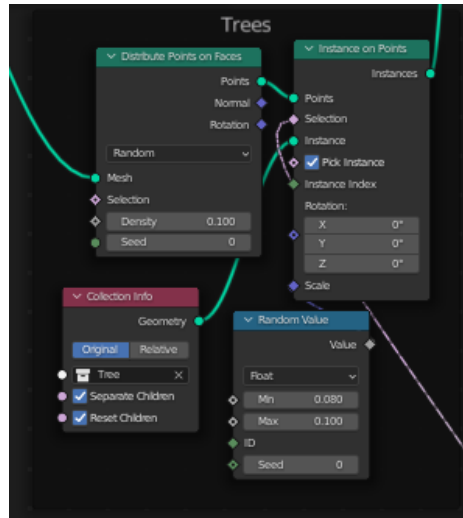 Trees
Distribute Points on Faces
Points
Normal
Rotation
Random
Mesh
Selection
Density 0.100
Seed 0
Instance on Points
Instances
Points
Selection
Instance
Pick Instance
Instance Index
Rotation:
X 0°
Y 0°
Z 0°
Scale
Collection Info
Geometry
Original Relative
Tree
Separate Children
Reset Children
Random Value
Value
Float
Min 0.080
Max 0.100
ID
Seed 0